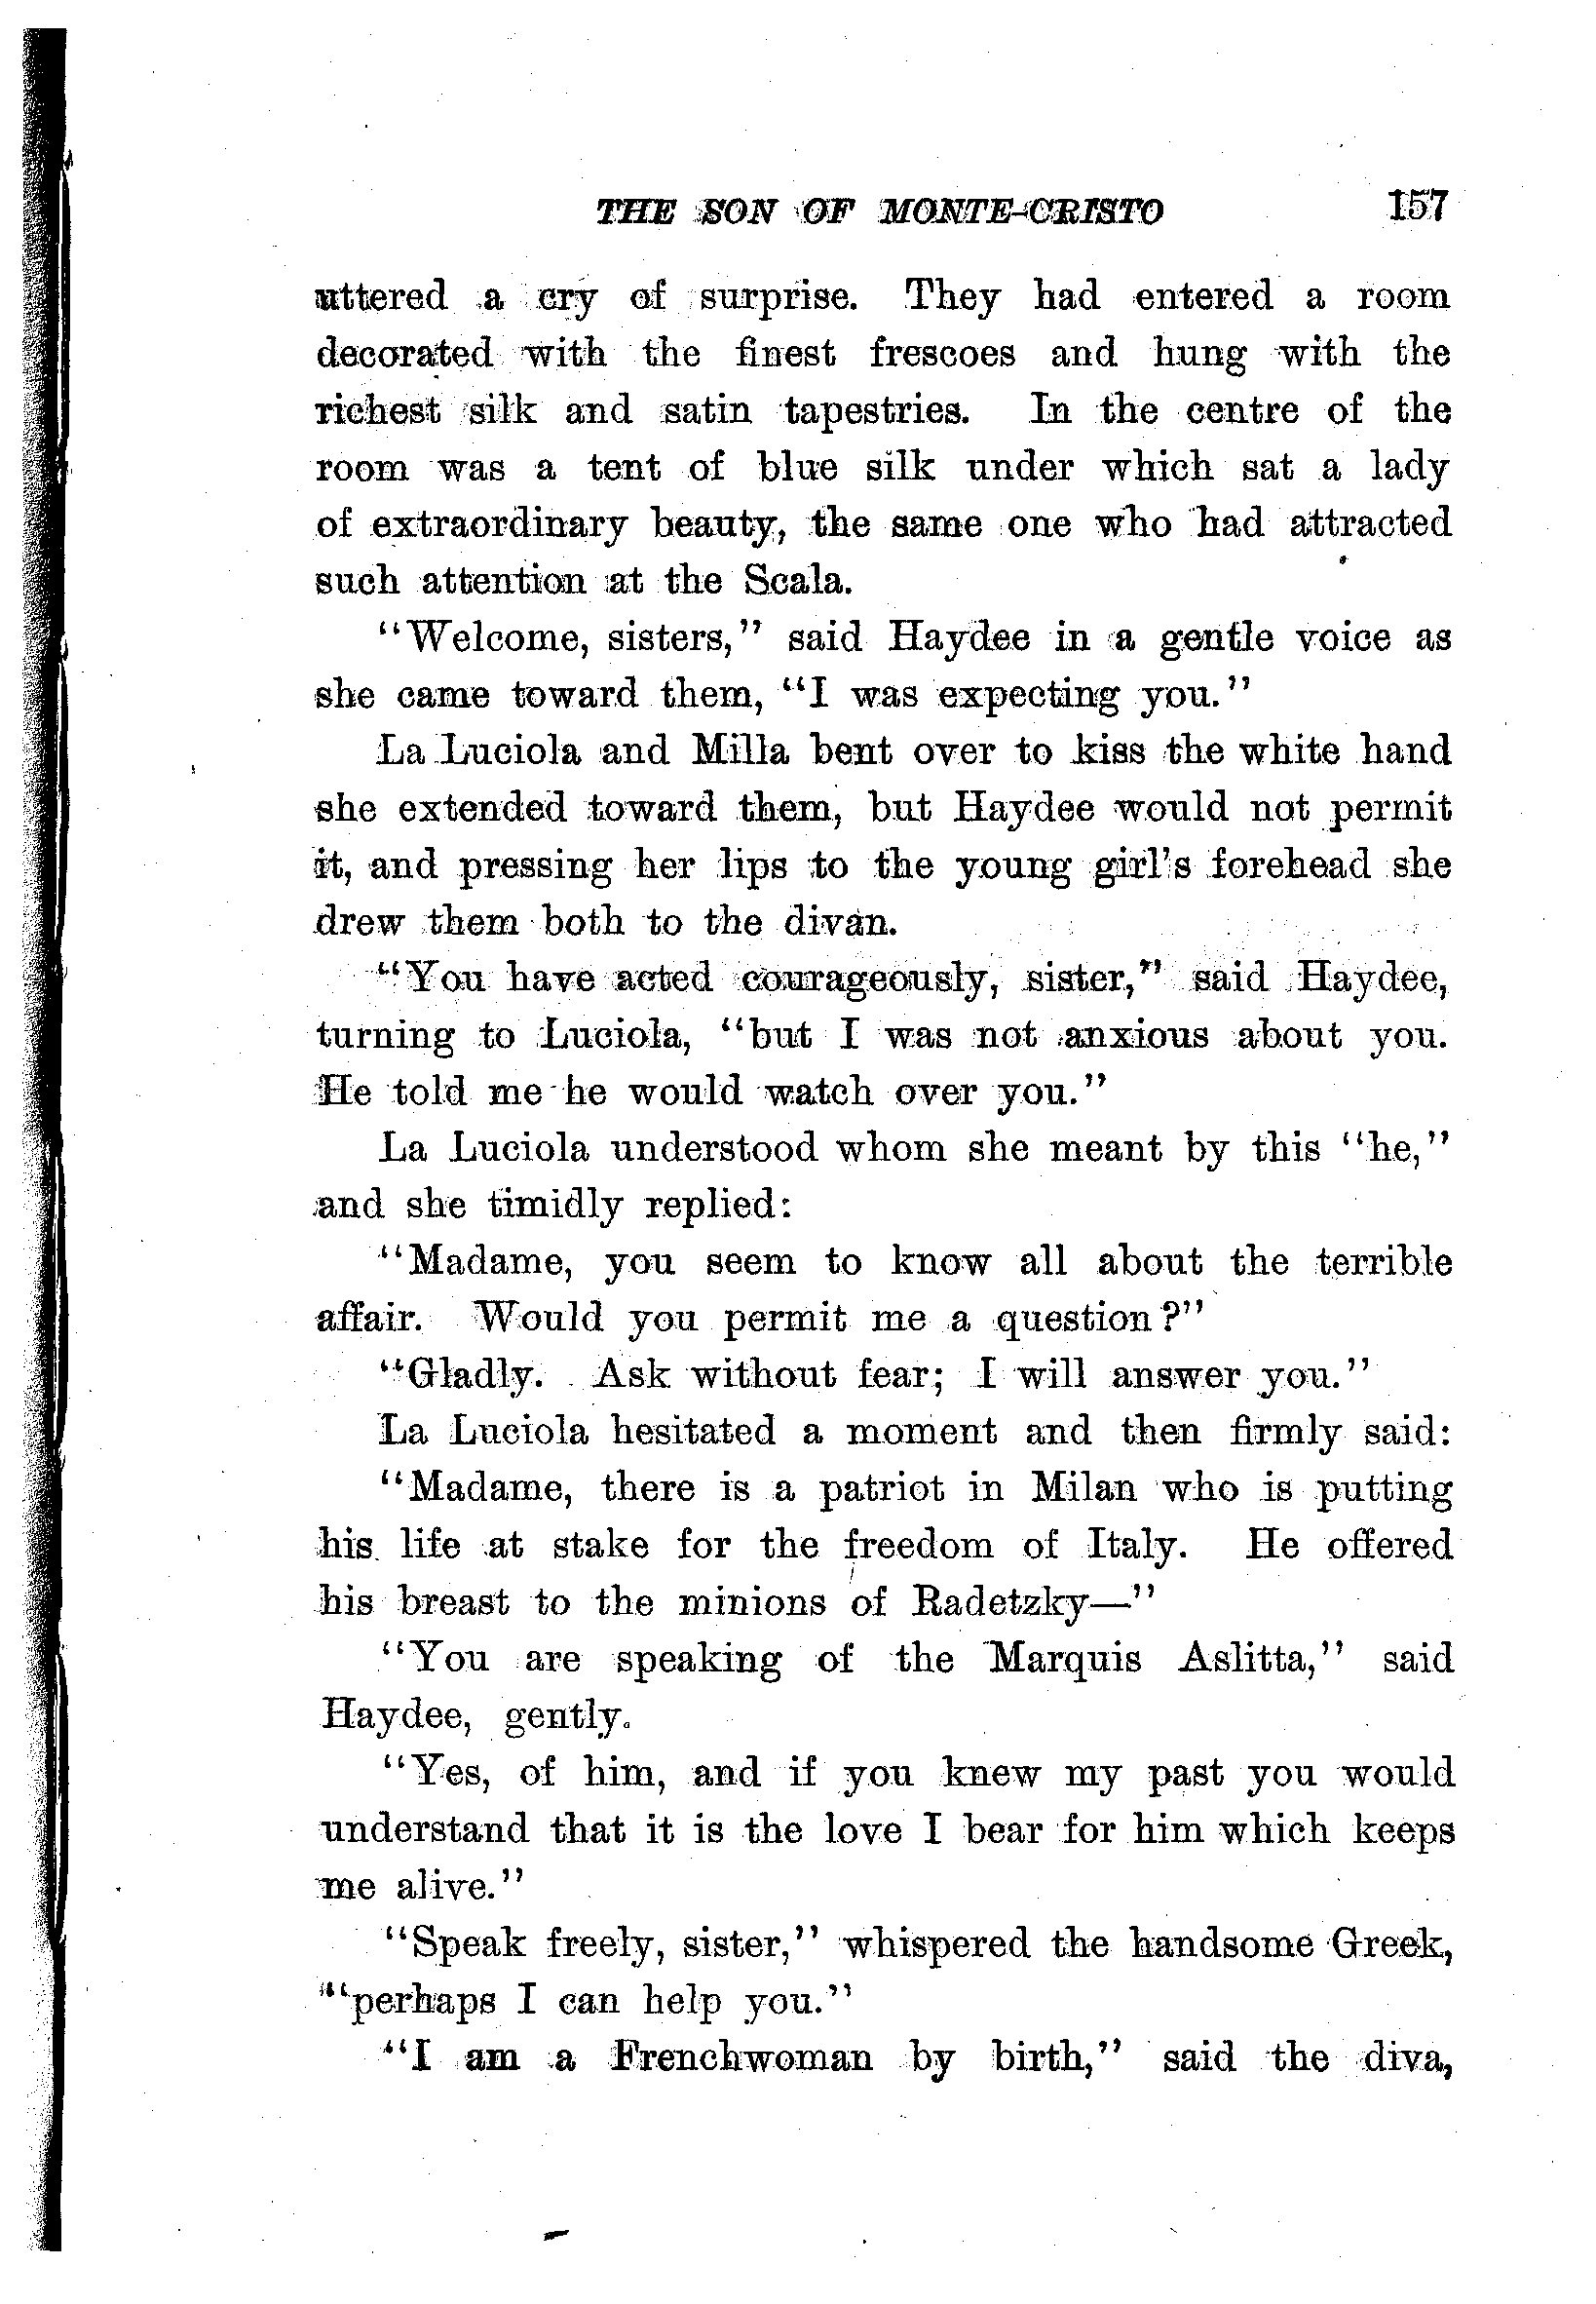 THE SON OF MONTE-CRISTO 157
uttered a cry of surprise. They had entered a room
decorated with the finest frescoes and hung with the
richest silk and satin tapestries. In the centre of the
room was a tent of blue silk under which sat a lady
of extraordinary beauty, the same one who had attracted
such attention at the Scala.
"Welcome, sisters," said Haydee in a gentle voice as
she came toward them, "I was expecting you."
La Luciola and Milla bent over to kiss the white hand
she extended toward them, but Haydee would not permit
it, and pressing her lips to the young girl's forehead she
drew them both to the divan.
"You have acted courageously, sister," said Haydee,
turning to Luciola, "but I was not anxious about you.
He told me he would watch over you."
La Luciola understood whom she meant by this "he,"
and she timidly replied:
"Madame, you seem to know all about the terrible
affair. Would you permit me a question?"
"Gladly. Ask without fear; I will answer you."
La Luciola hesitated a moment and then firmly said:
"Madame, there is a patriot in Milan who is putting
his life at stake for the freedom of Italy. He offered
his breast to the minions of Radetzky—"
"You are speaking of the Marquis Aslitta," said
Haydee, gently.
"Yes, of him, and if you knew my past you would
understand that it is the love I bear for him which keeps
me alive."
"Speak freely, sister," whispered the handsome Greek,
"perhaps I can help you."
"I am a Frenchwoman by birth," said the diva,